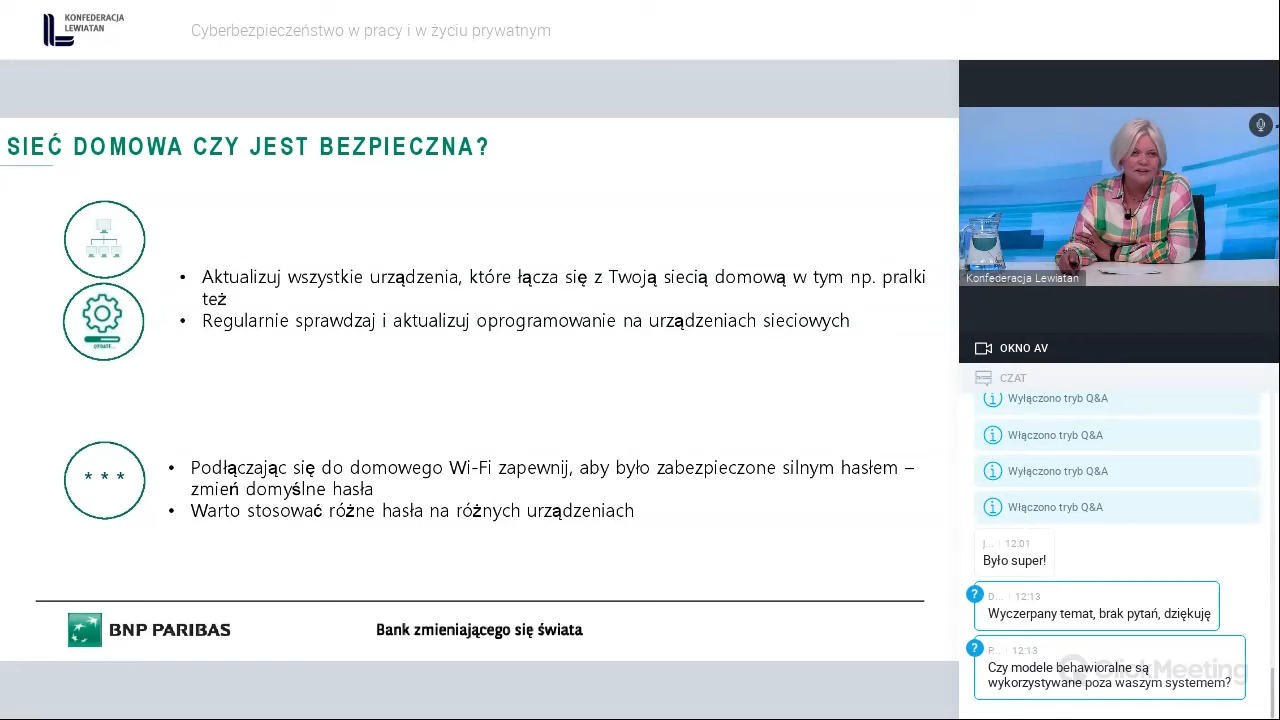 KONFEDERACJA
LEWIATAN
Cyberbezpieczeństwo w pracy i w życiu prywatnym
SIEĆ DOMOWA CZY JEST BEZPIECZNA?
• Aktualizuj wszystkie urządzenia, które łącza się z Twoją siecią domową w tym np. pralki
też
• Regularnie sprawdzaj i aktualizuj oprogramowanie na urządzeniach sieciowych
UPDATE...
* * *
• Podłączając się do domowego Wi-Fi zapewnij, aby było zabezpieczone silnym hasłem –
zmień domyślne hasła
• Warto stosować różne hasła na różnych urządzeniach
BNP PARIBAS
Bank zmieniającego się świata
Konfederacja Lewiatan
OKNO AV
CZAT
Wyłączono tryb Q&A
Włączono tryb Q&A
Wyłączono tryb Q&A
Włączono tryb Q&A
J... 12:01
Było super!
? D... 12:13
Wyczerpany temat, brak pytań, dziękuję
? P... 12:13
Czy modele behawioralne są
wykorzystywane poza waszym systemem?
ClickMeeting